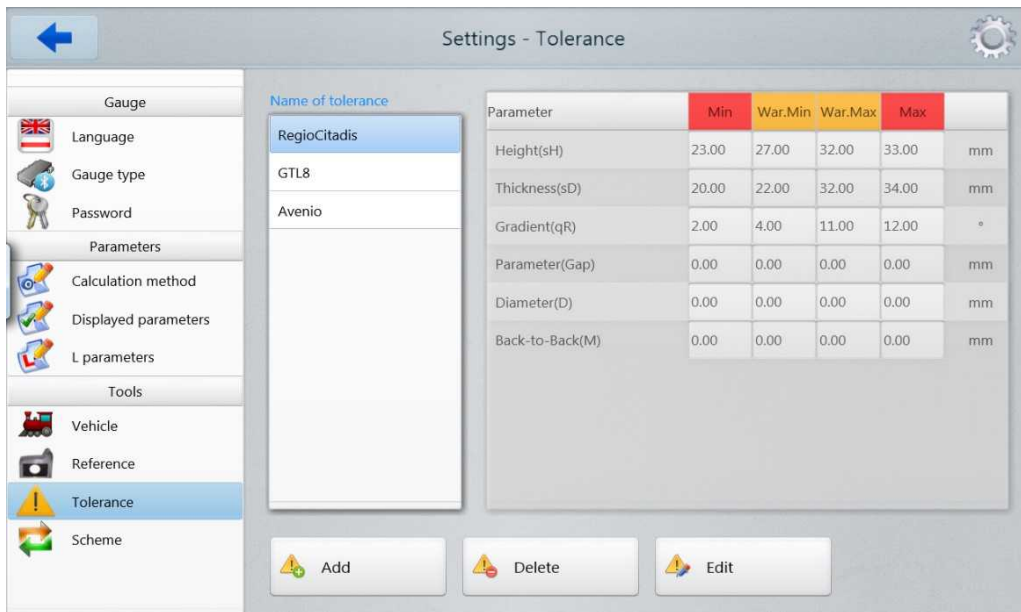 Settings - Tolerance
Gauge
Language
Gauge type
Password
Parameters
Calculation method
Displayed parameters
L parameters
Tools
Vehicle
Reference
Tolerance
Scheme
Name of tolerance
RegioCitadis
GTL8
Avenio
Parameter Min War.Min War.Max Max
Height(sH) 23.00 27.00 32.00 33.00 mm
Thickness(sD) 20.00 22.00 32.00 34.00 mm
Gradient(qR) 2.00 4.00 11.00 12.00 °
Parameter(Gap) 0.00 0.00 0.00 0.00 mm
Diameter(D) 0.00 0.00 0.00 0.00 mm
Back-to-Back(M) 0.00 0.00 0.00 0.00 mm
Add Delete Edit